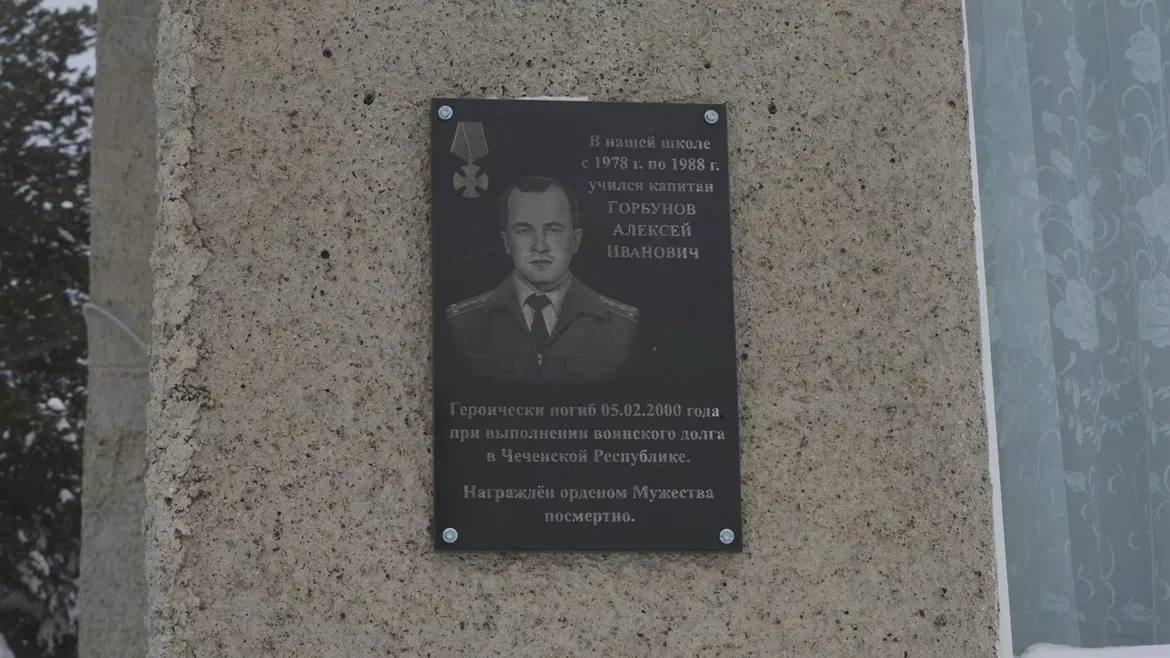 В нашей школе
с 1978 г. по 1988 г.
учился капитан
ГОРБУНОВ
АЛЕКСЕЙ
ИВАНОВИЧ
Героически погиб 05.02.2000 года
при выполнении воинского долга
в Чеченской Республике.
Награждён орденом Мужества
посмертно.